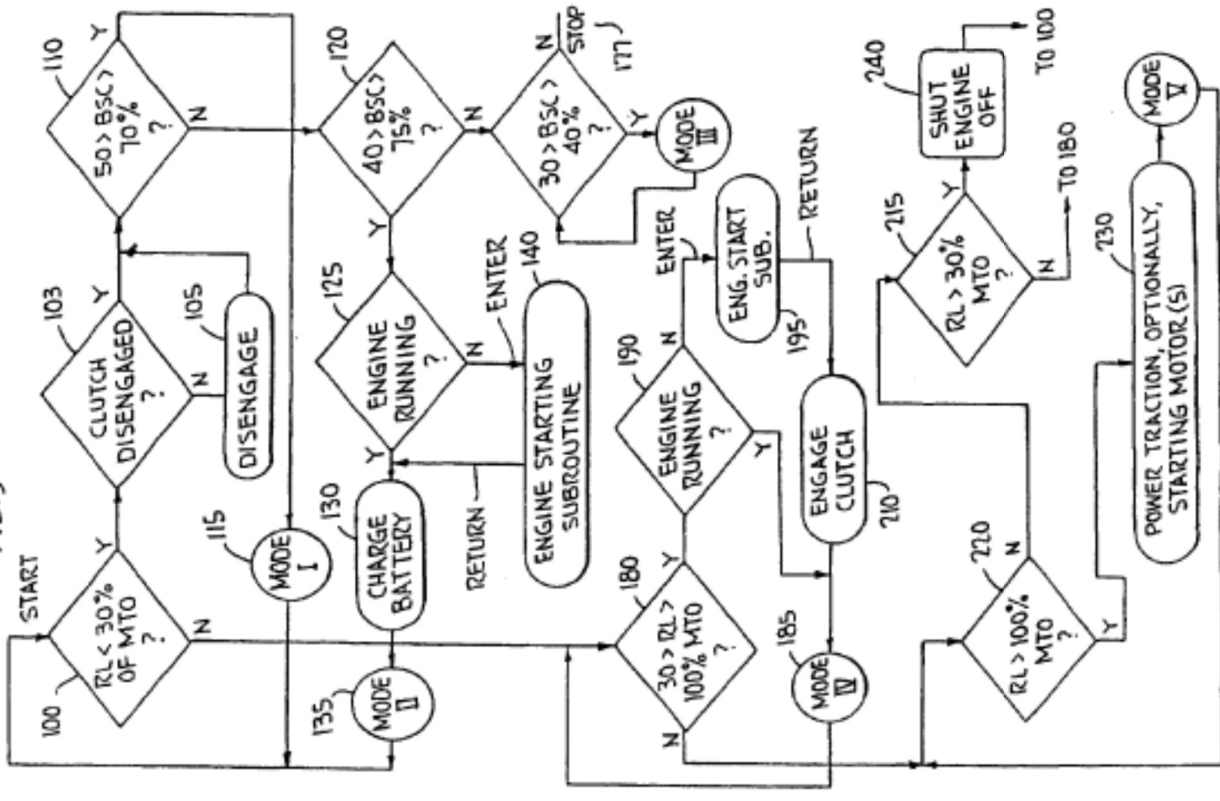 START
100
RL < 30%
OF MTO
?
Y
N
103
CLUTCH
DISENGAGED
?
Y
N
105
DISENGAGE
110
50 > BSC >
70%
?
Y
N
115
MODE
I
120
40 > BSC >
75%
?
Y
N
30 > BSC >
40%
?
N
STOP
177
Y
MODE
III
125
ENGINE
RUNNING
?
Y
N
ENTER
140
ENGINE STARTING
SUBROUTINE
RETURN
130
CHARGE
BATTERY
135
MODE
II
180
30 > RL >
100% MTO
?
Y
N
190
ENGINE
RUNNING
?
N
Y
ENTER
ENG. START
SUB.
195
RETURN
ENGAGE
CLUTCH
210
185
MODE
IV
220
RL > 100%
MTO
?
N
Y
215
RL > 30%
MTO
?
Y
N
TO 180
240
SHUT
ENGINE
OFF
TO 100
230
POWER TRACTION, OPTIONALLY,
STARTING MOTOR(S)
MODE
V